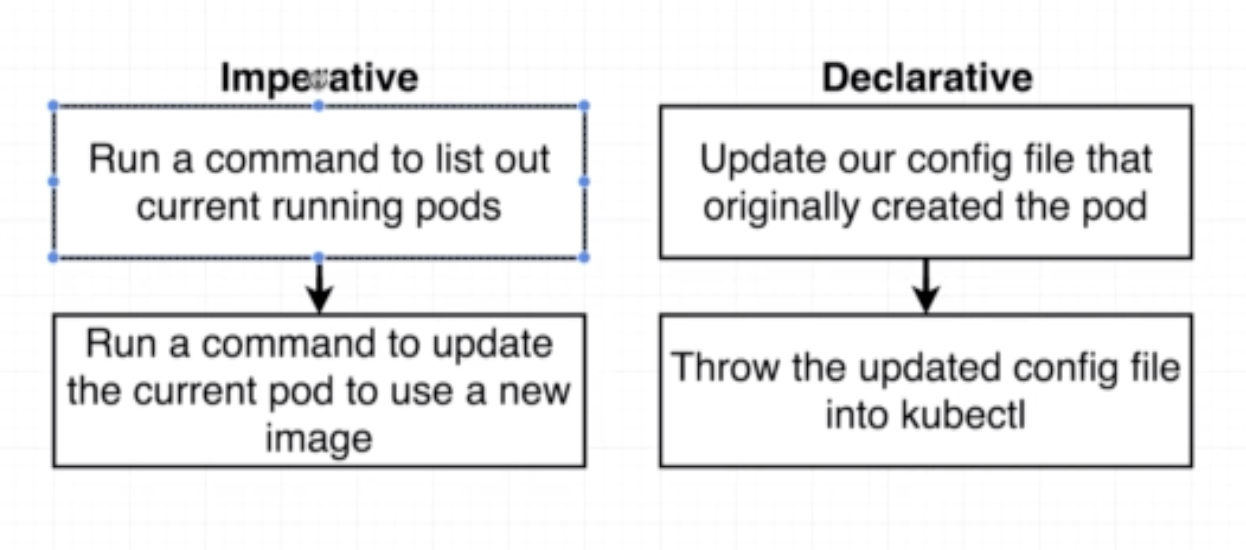 Imperative
Run a command to list out
current running pods
Run a command to update
the current pod to use a new
image
Declarative
Update our config file that
originally created the pod
Throw the updated config file
into kubectl